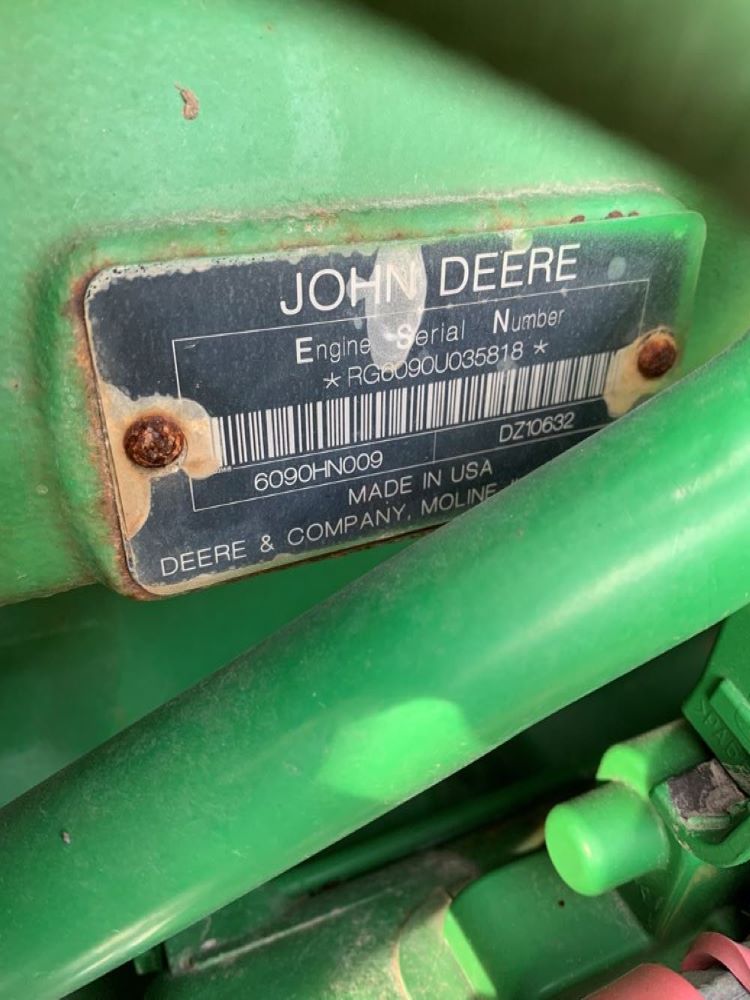 JOHN DEERE
Engine Serial Number
*RG6090U035818*
6090HN009 DZ10632
MADE IN USA
DEERE & COMPANY, MOLINE